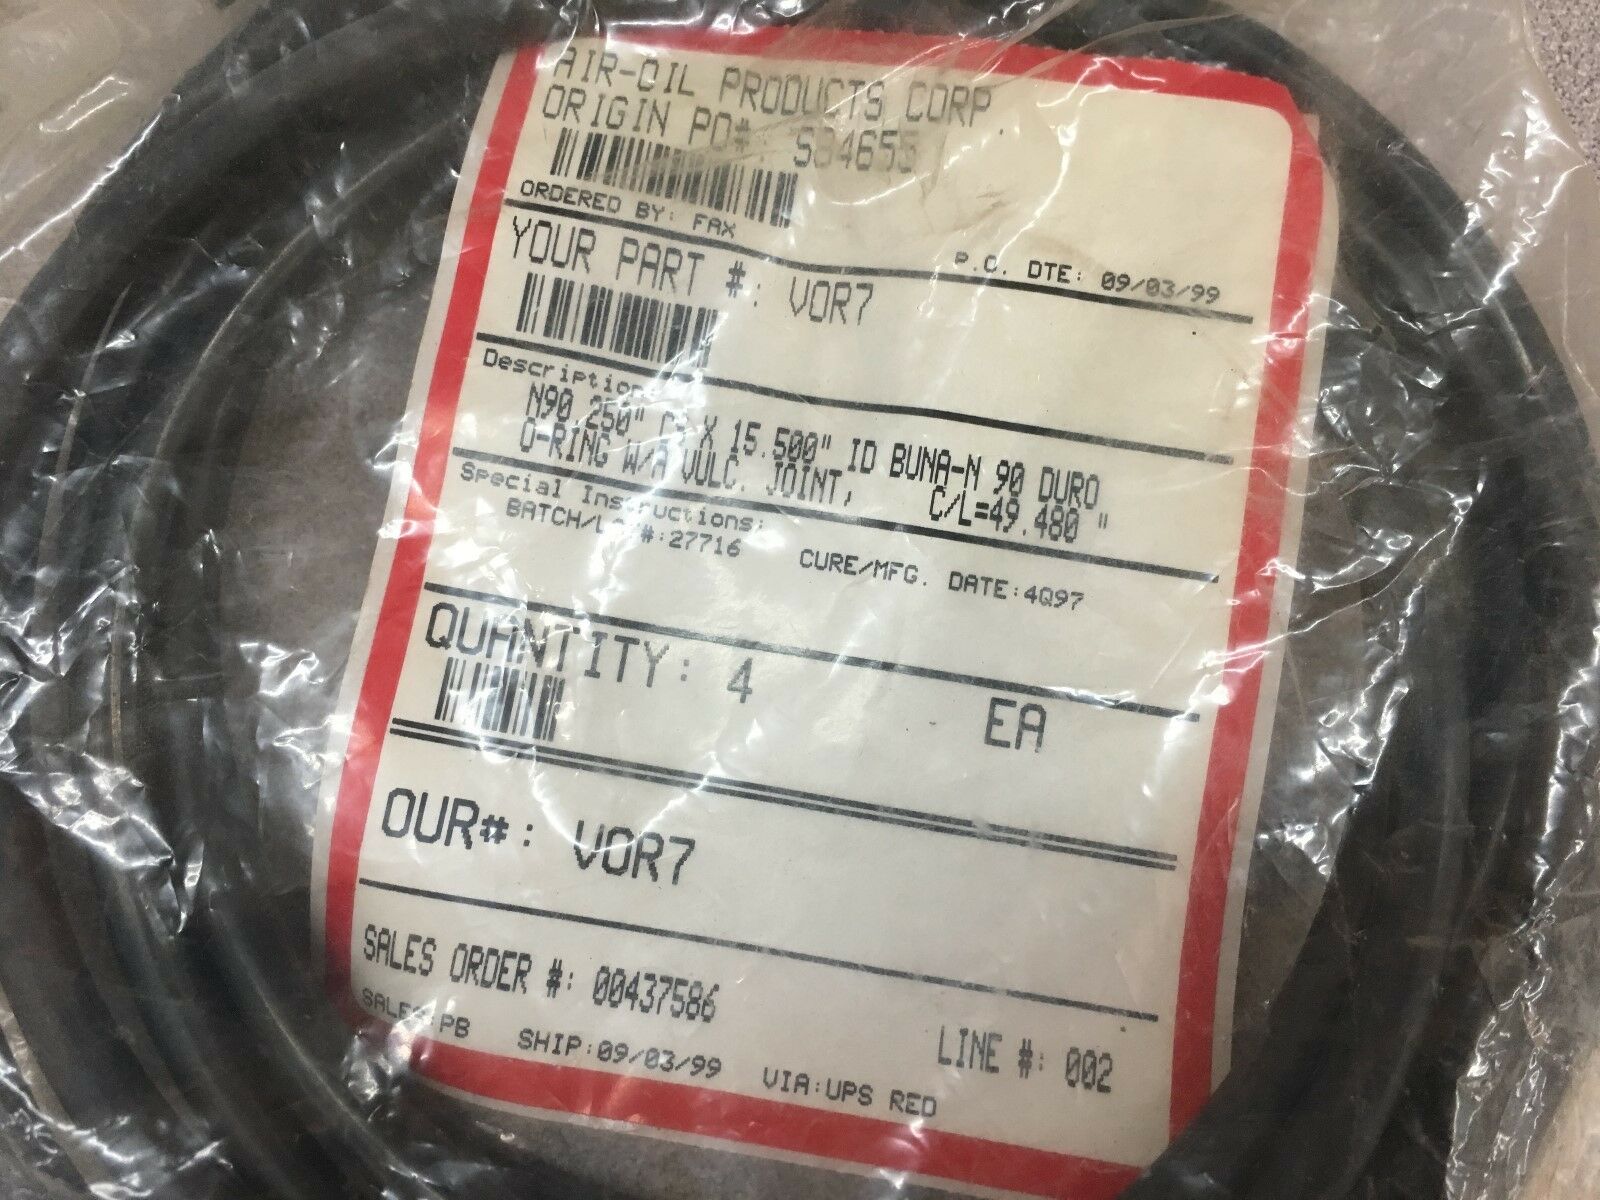 AIR-OIL PRODUCTS CORP.
ORIGIN PO#: S34655
ORDERED BY: FAX
P.O. DTE: 09/03/99
YOUR PART #: VOR7
Description:
N90 250" CS X 15.500" ID BUNA-N 90 DURO
O-RING W/A VULC. JOINT, C/L=49.480 "
Special Instructions:
BATCH/LOT#:27716 CURE/MFG. DATE:4Q97
QUANTITY: 4 EA
OUR#: VOR7
SALES ORDER #: 00437586
LINE #: 002
SALES:PB SHIP:09/03/99 VIA:UPS RED